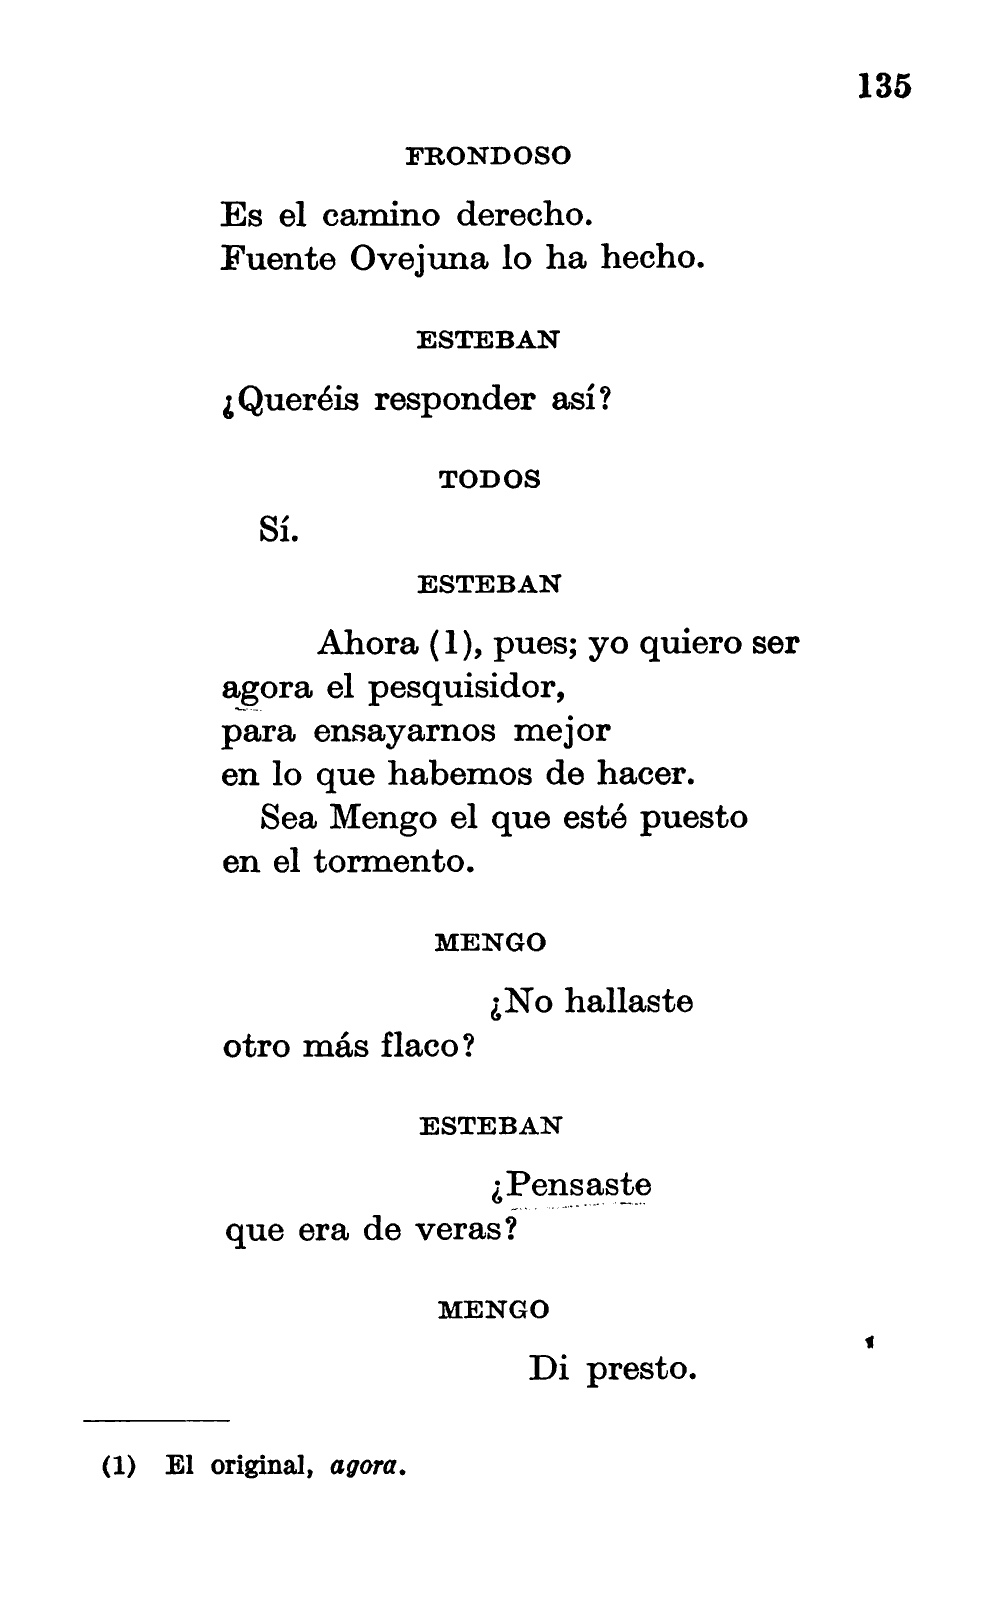 135
FRONDOSO
Es el camino derecho.
Fuente Ovejuna lo ha hecho.
ESTEBAN
¿Queréis responder así?
TODOS
Sí.
ESTEBAN
Ahora (1), pues; yo quiero ser
agora el pesquisidor,
para ensayarnos mejor
en lo que habemos de hacer.
Sea Mengo el que esté puesto
en el tormento.
MENGO
¿No hallaste
otro más flaco?
ESTEBAN
¿Pensaste
que era de veras?
MENGO
Di presto.
(1) El original, agora.